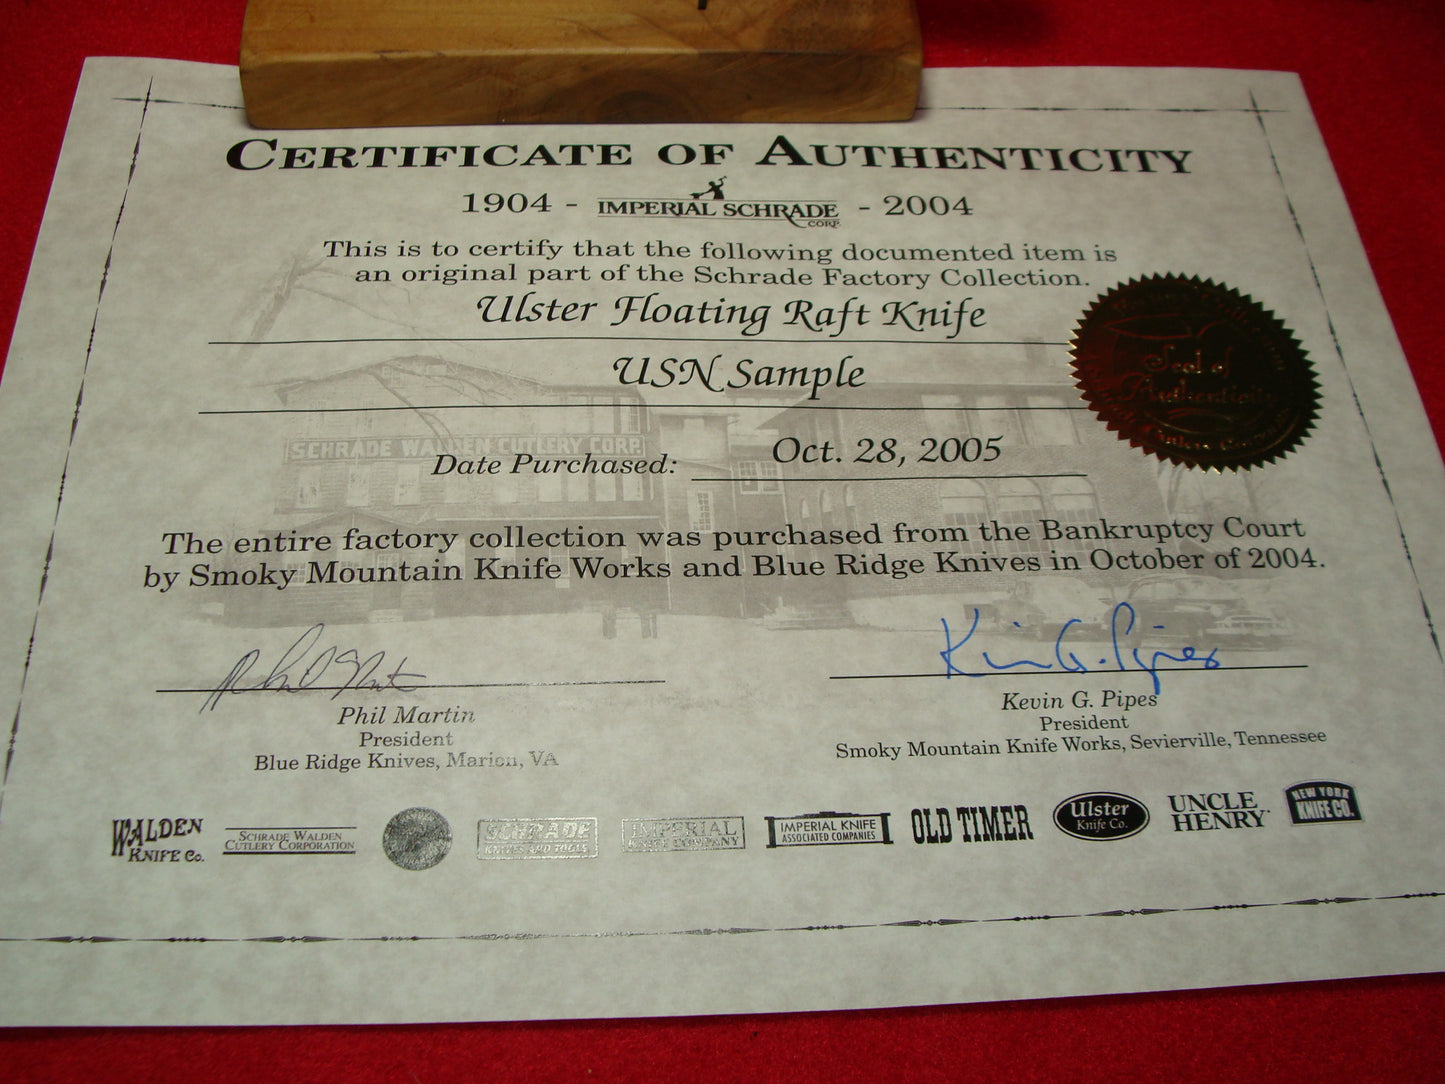 CERTIFICATE OF AUTHENTICITY
1904 - IMPERIAL SCHRADE CORP. - 2004
This is to certify that the following documented item is
an original part of the Schrade Factory Collection.
Ulster Floating Raft Knife
USN Sample
Seal of
Authenticity
SCHRADE WALDEN CUTLERY CORP.
Date Purchased: Oct. 28, 2005
The entire factory collection was purchased from the Bankruptcy Court
by Smoky Mountain Knife Works and Blue Ridge Knives in October of 2004.
Kevin G. Pipes
Phil Martin
President
Blue Ridge Knives, Marion, VA
Kevin G. Pipes
President
Smoky Mountain Knife Works, Sevierville, Tennessee
WALDEN
KNIFE Co.
SCHRADE WALDEN
CUTLERY CORPORATION
SCHRADE
KNIVES AND TOOLS
IMPERIAL
KNIFE COMPANY
IMPERIAL KNIFE
ASSOCIATED COMPANIES
OLD TIMER
Ulster
Knife Co.
UNCLE
HENRY
NEW YORK
KNIFE CO.